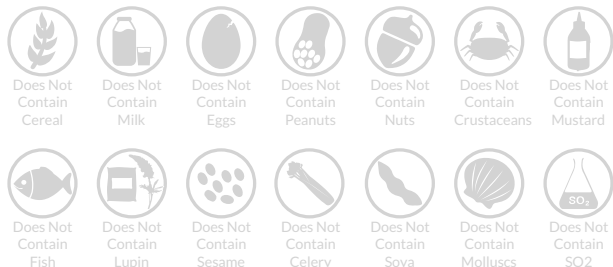 Does Not Does Not Does Not Does Not Does Not Does Not Does Not
Contain Contain Contain Contain Contain Contain Contain
Cereal Milk Eggs Peanuts Nuts Crustaceans Mustard
SO₂
Does Not Does Not Does Not Does Not Does Not Does Not Does Not
Contain Contain Contain Contain Contain Contain Contain
Fish Lupin Sesame Celery Soya Molluscs SO2